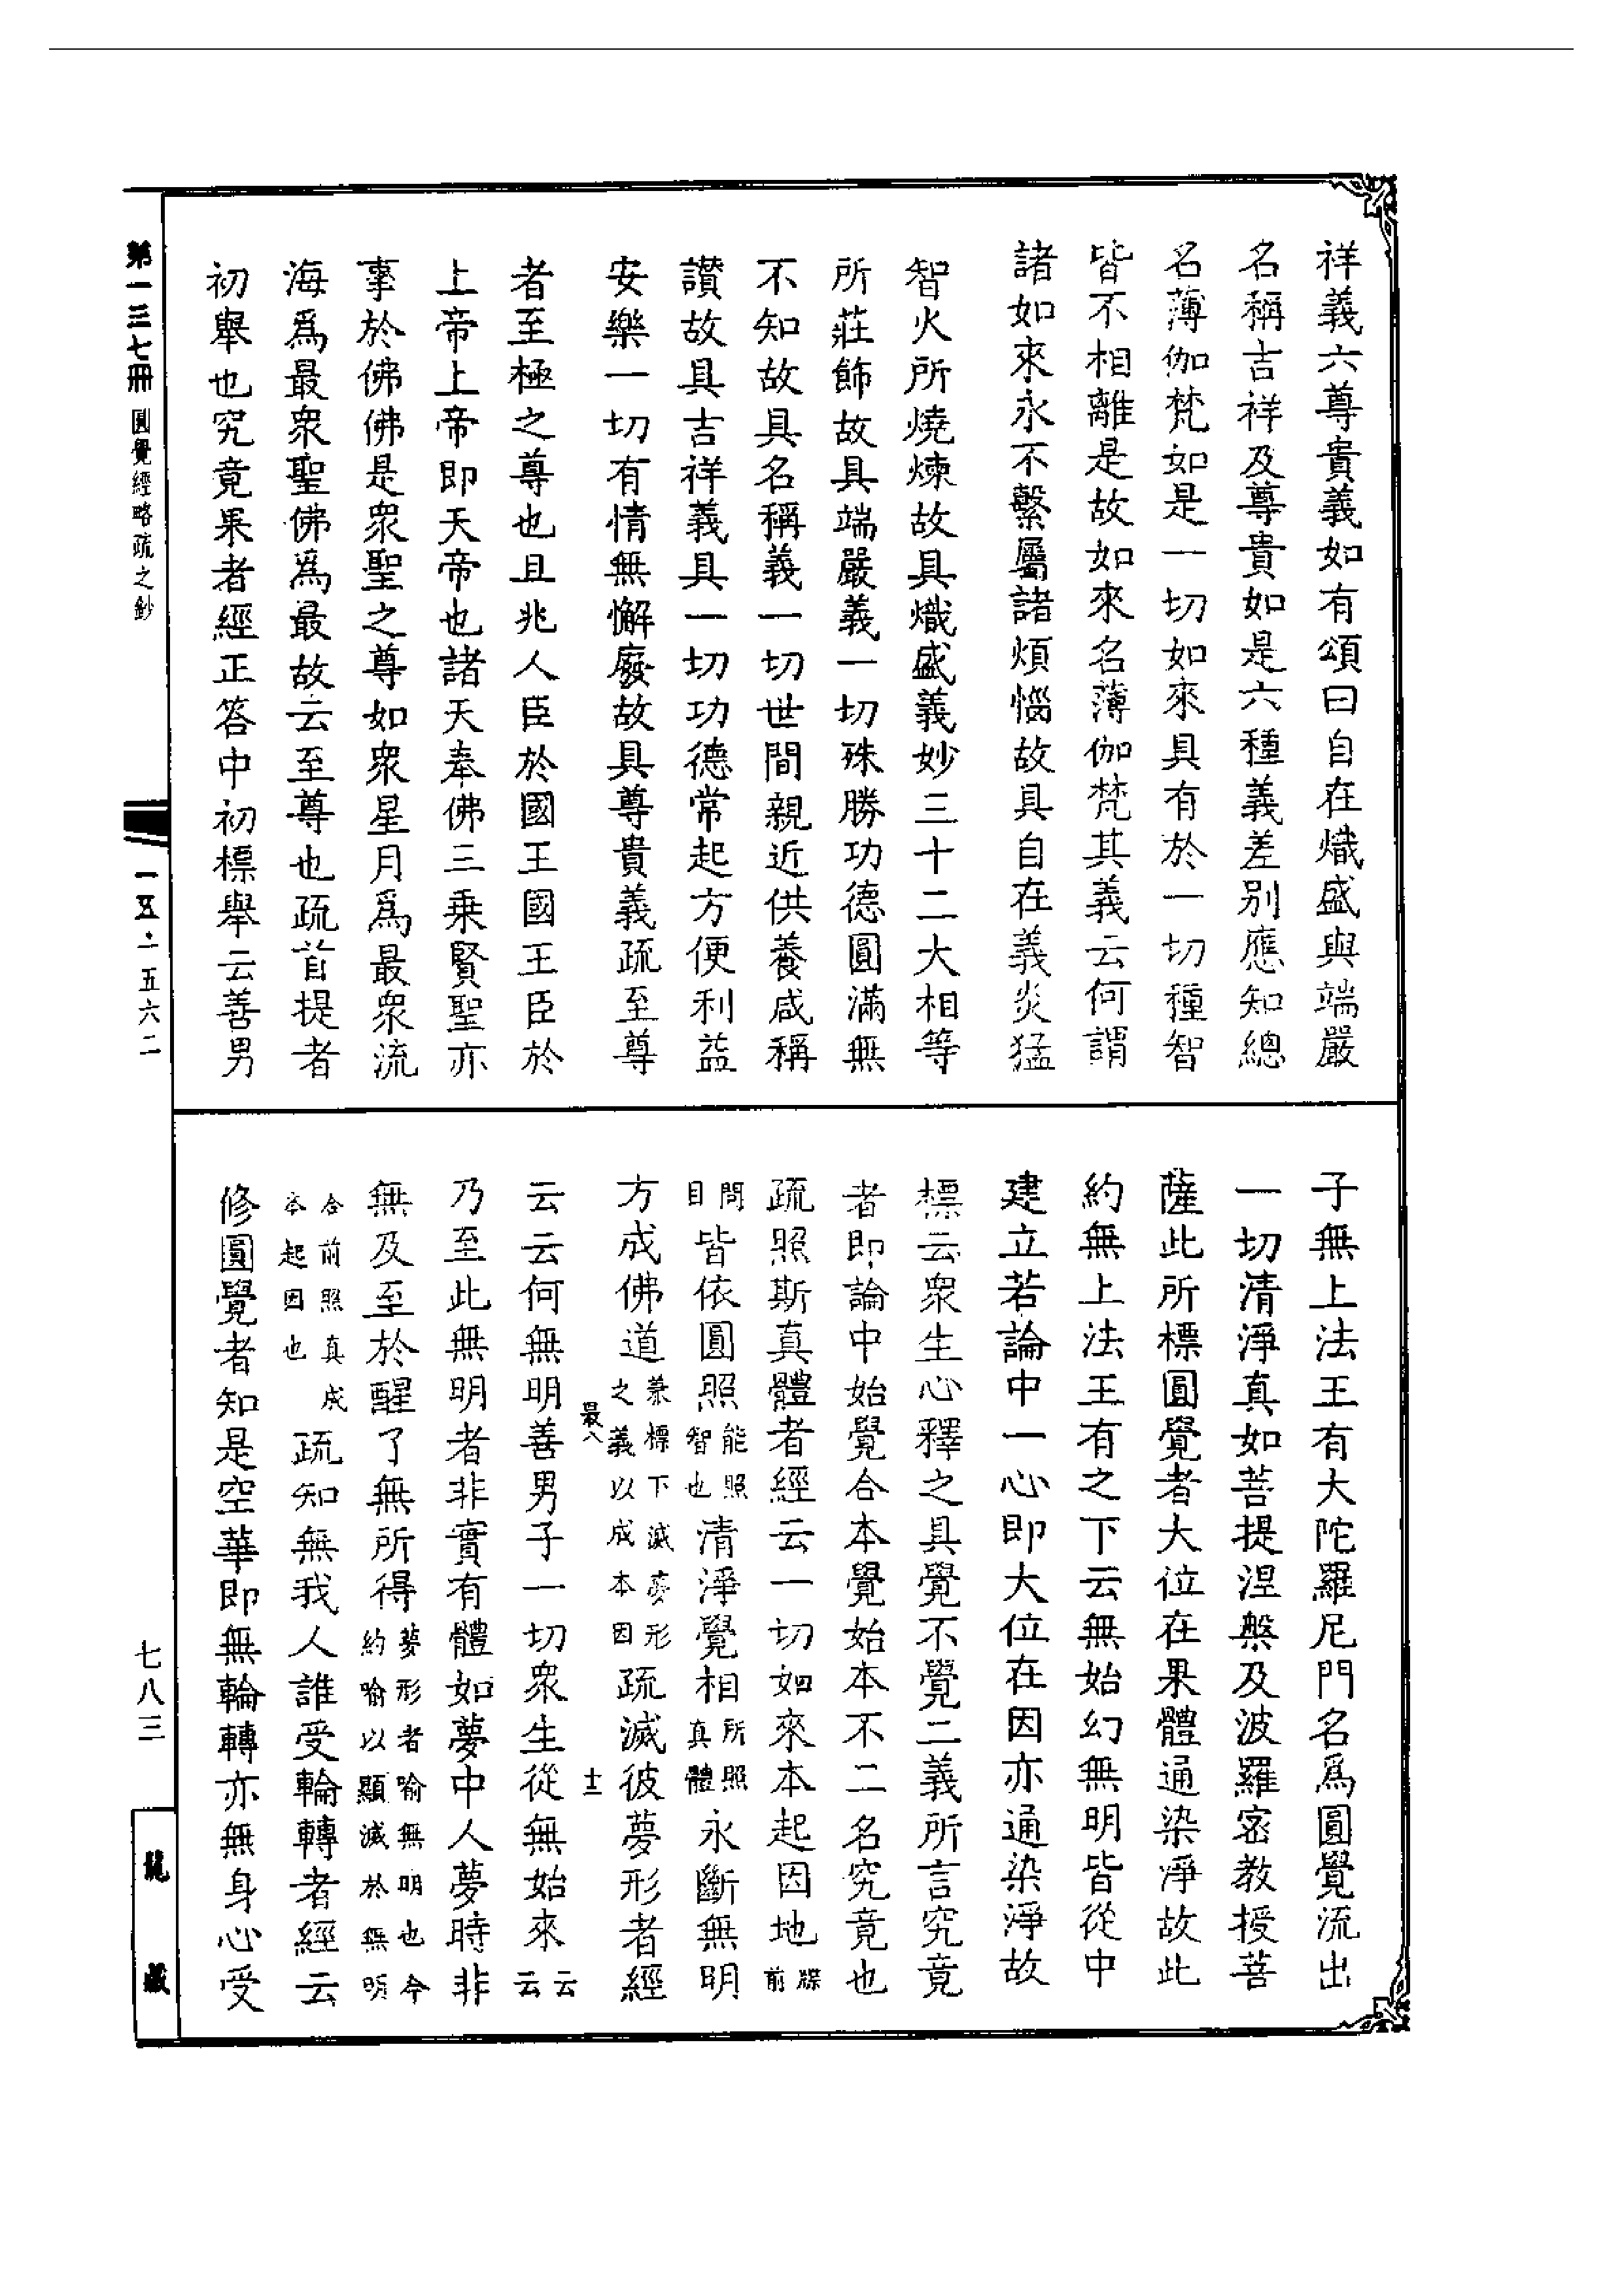 祥義六尊貴義如有頌曰自在熾盛與端嚴
名稱吉祥及尊貴如是六種義差別應知總
名薄伽梵如是一切如來具有於一切種智
皆不相離是故如來名薄伽梵其義云何謂
諸如來永不繫屬諸煩惱故具自在義炎猛
智火所燒煉故具熾盛義妙三十二大相等
所莊飾故具端嚴義一切殊勝功德圓滿無
不知故具名稱義一切世間親近供養咸稱
讚故具吉祥義具一切功德常起方便利益
安樂一切有情無懈廢故具尊貴義疏至尊
者至極之尊也且兆人臣於國王國王臣於
上帝上帝即天帝也諸天奉佛三乘賢聖亦
事於佛佛是眾聖之尊如眾星月為最眾流
海為最眾聖佛為最故云至尊也疏首提者
初舉也究竟果者經正答中初標舉云善男
子無上法王有大陀羅尼門名為圓覺流出
一切清淨真如菩提涅槃及波羅密教授菩
薩此所標圓覺者大位在果體通染淨故此
約無上法王有之下云無始幻無明皆從中
建立若論中一心即大位在因亦通染淨故
標云眾生心釋之具覺不覺二義所言究竟
者即論中始覺合本覺始本不二名究竟也
疏照斯真體者經云一切如來本起因地牒前
問目皆依圓照能照智也清淨覺相所照真體永斷無明
方成佛道兼標下滅夢形之義以成本因疏滅彼夢形者經
最八
十三
云云何無明善男子一切眾生從無始來云云
乃至此無明者非實有體如夢中人夢時非
無及至於醒了無所得夢形者喻無明也今約喻以顯滅於無明
合前照真成本起因也疏知無我人誰受輪轉者經云
修圓覺者知是空華即無輪轉亦無身心受
第一三七冊 圓覺經略疏之鈔
一五·一五六二
七八三
龍藏